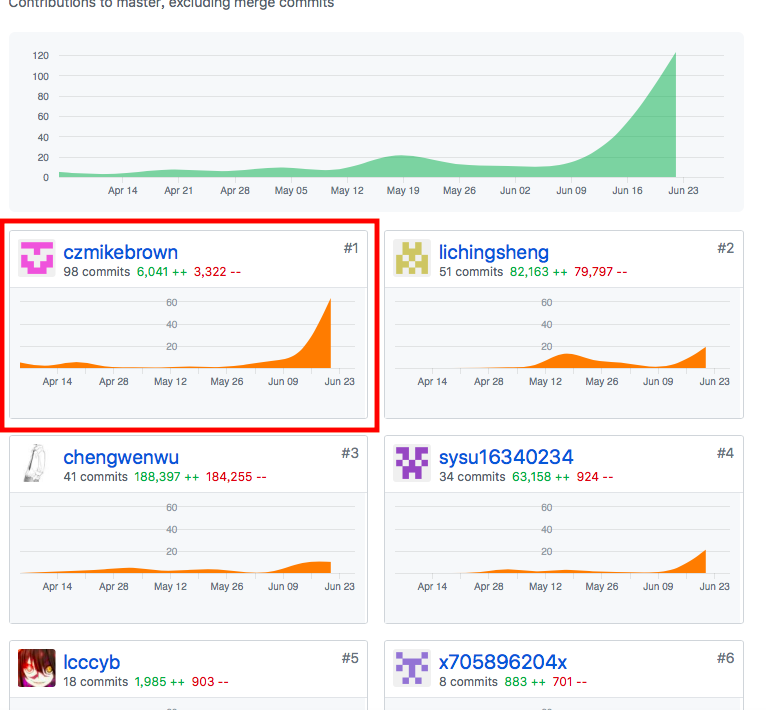 Contributions to master, excluding merge commits
120
100
80
60
40
20
0
Apr 14 Apr 21 Apr 28 May 05 May 12 May 19 May 26 Jun 02 Jun 09 Jun 16 Jun 23
czmikebrown #1
98 commits 6,041 ++ 3,322 --
60
40
20
Apr 14 Apr 28 May 12 May 26 Jun 09 Jun 23
lichingsheng #2
51 commits 82,163 ++ 79,797 --
60
40
20
Apr 14 Apr 28 May 12 May 26 Jun 09 Jun 23
chengwenwu #3
41 commits 188,397 ++ 184,255 --
60
40
20
Apr 14 Apr 28 May 12 May 26 Jun 09 Jun 23
sysu16340234 #4
34 commits 63,158 ++ 924 --
60
40
20
Apr 14 Apr 28 May 12 May 26 Jun 09 Jun 23
lcccyb #5
18 commits 1,985 ++ 903 --
x705896204x #6
8 commits 883 ++ 701 --